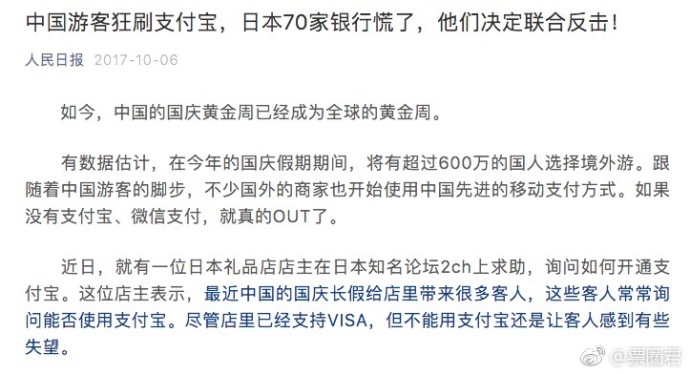 中国游客狂刷支付宝，日本70家银行慌了，他们决定联合反击！
人民日报 2017-10-06
如今，中国的国庆黄金周已经成为全球的黄金周。
有数据估计，在今年的国庆假期期间，将有超过600万的国人选择境外游。跟
随着中国游客的脚步，不少国外的商家也开始使用中国先进的移动支付方式。如果
没有支付宝、微信支付，就真的OUT了。
近日，就有一位日本礼品店店主在日本知名论坛2ch上求助，询问如何开通支
付宝。这位店主表示，最近中国的国庆长假给店里带来很多客人，这些客人常常询
问能否使用支付宝。尽管店里已经支持VISA，但不能用支付宝还是让客人感到有些
失望。
@票圈君